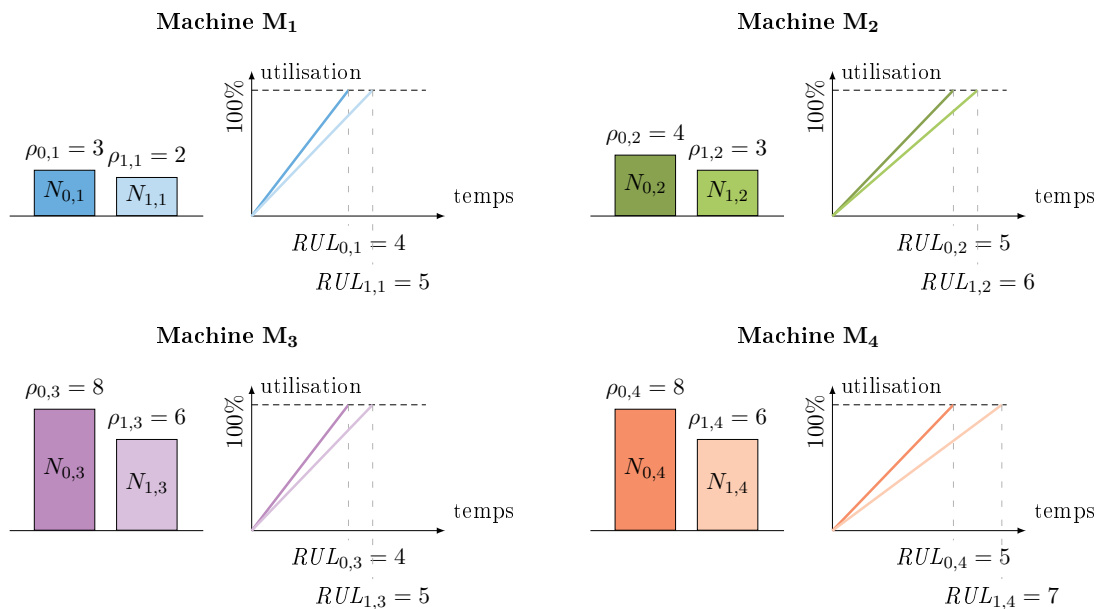 Machine M₁
utilisation
100%
ρ₀,₁ = 3
ρ₁,₁ = 2
N₀,₁
N₁,₁
temps
RUL₀,₁ = 4
RUL₁,₁ = 5
Machine M₂
utilisation
100%
ρ₀,₂ = 4
ρ₁,₂ = 3
N₀,₂
N₁,₂
temps
RUL₀,₂ = 5
RUL₁,₂ = 6
Machine M₃
utilisation
100%
ρ₀,₃ = 8
ρ₁,₃ = 6
N₀,₃
N₁,₃
temps
RUL₀,₃ = 4
RUL₁,₃ = 5
Machine M₄
utilisation
100%
ρ₀,₄ = 8
ρ₁,₄ = 6
N₀,₄
N₁,₄
temps
RUL₀,₄ = 5
RUL₁,₄ = 7